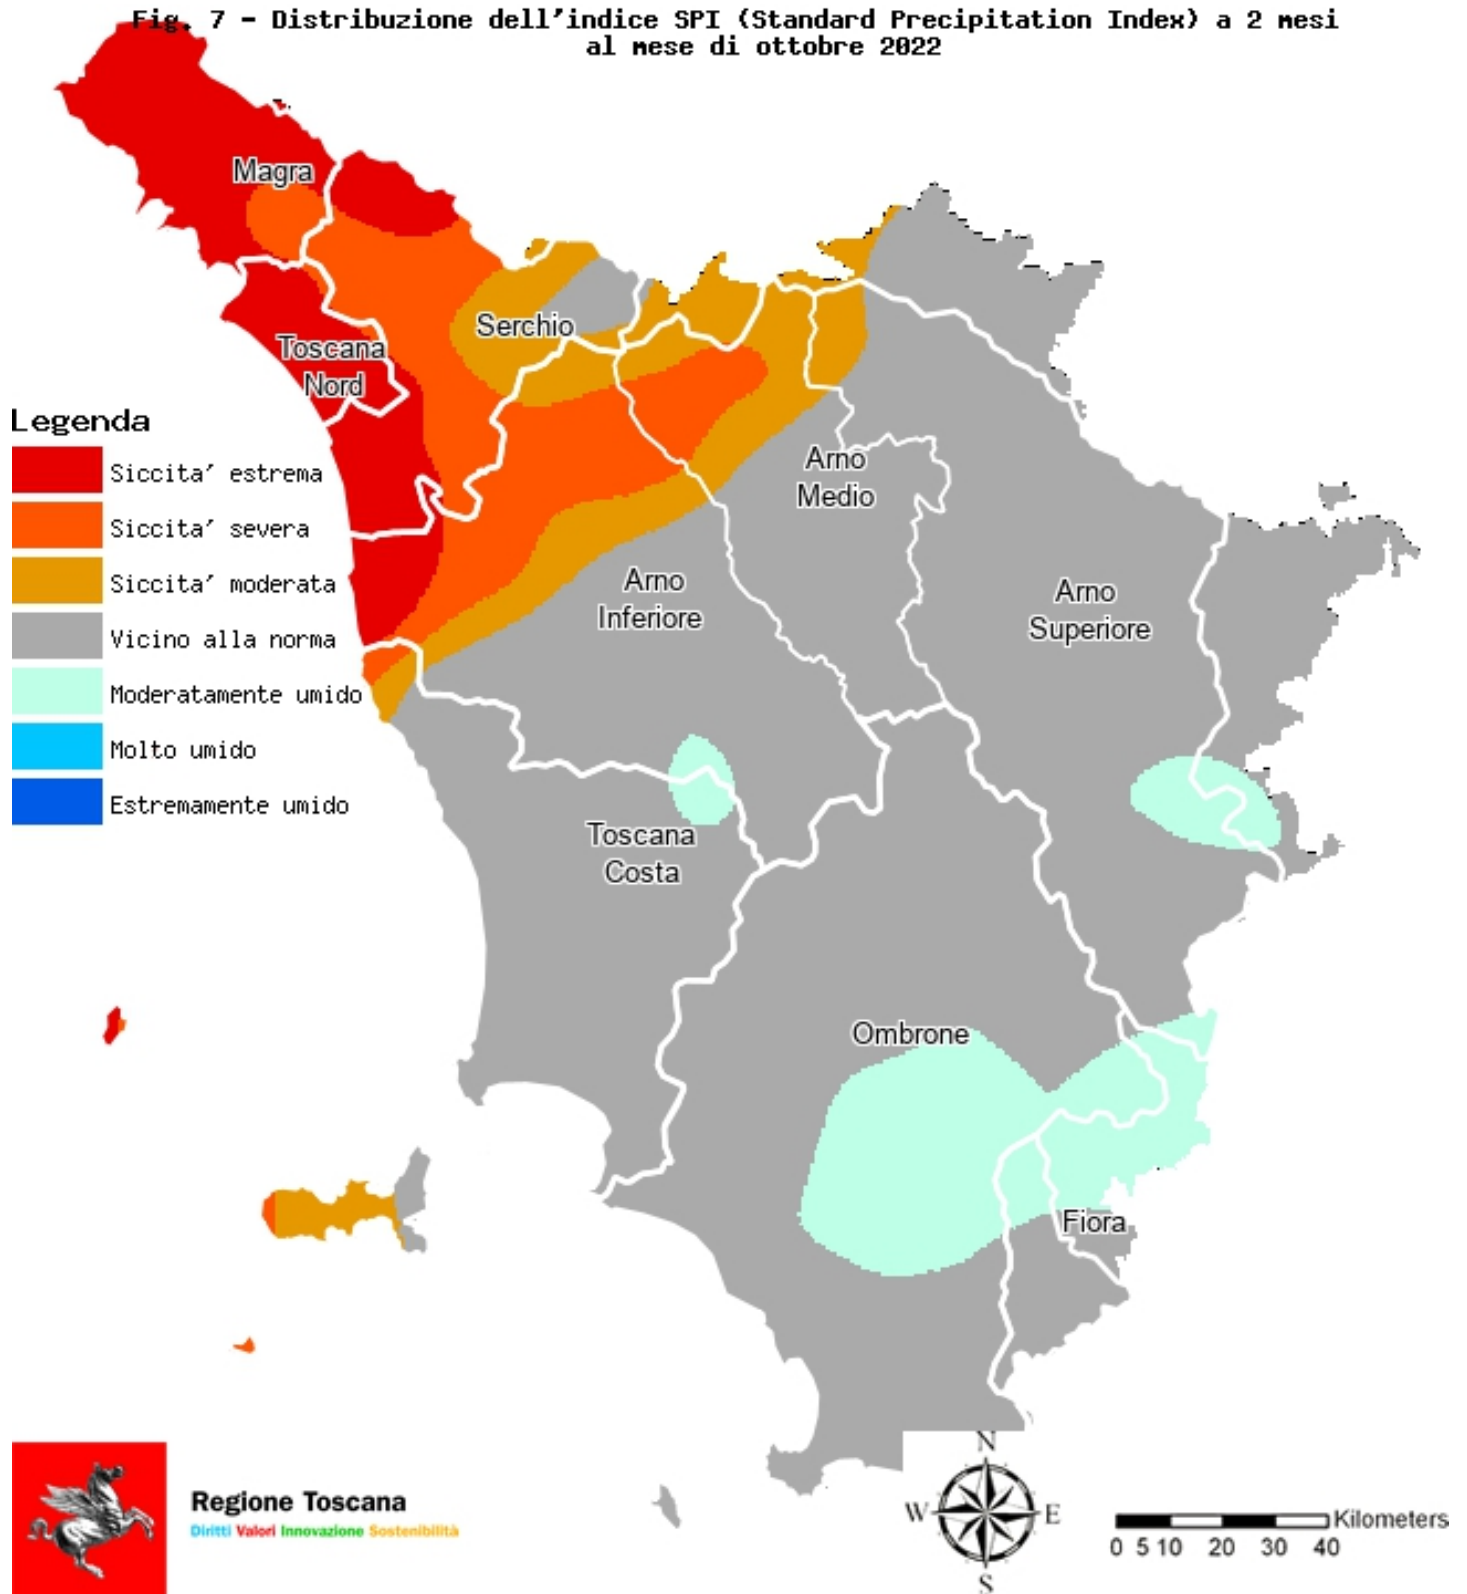 Fig. 7 - Distribuzione dell'indice SPI (Standard Precipitation Index) a 2 mesi
al mese di ottobre 2022
Magra
Serchio
Toscana
Nord
Legenda
Siccita' estrema
Siccita' severa
Siccita' moderata
Vicino alla norma
Moderatamente umido
Molto umido
Estremamente umido
Arno
Medio
Arno
Inferiore
Arno
Superiore
Toscana
Costa
Ombrone
Fiora
Regione Toscana
Diritti Valori Innovazione Sostenibilità
N
W E
S
Kilometers
0 5 10 20 30 40